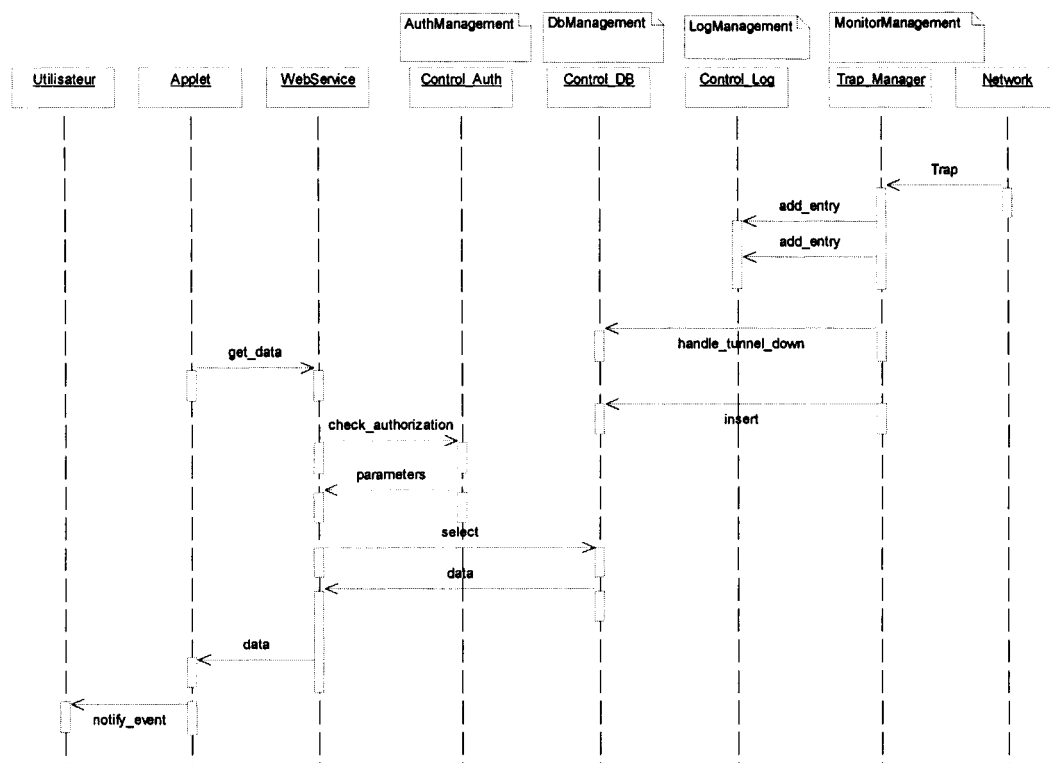 AuthManagement
DbManagement
LogManagement
MonitorManagement
Utilisateur
Applet
WebService
Control_Auth
Control_DB
Control_Log
Trap_Manager
Network
Trap
add_entry
add_entry
handle_tunnel_down
get_data
insert
check_authorization
parameters
select
data
data
notify_event